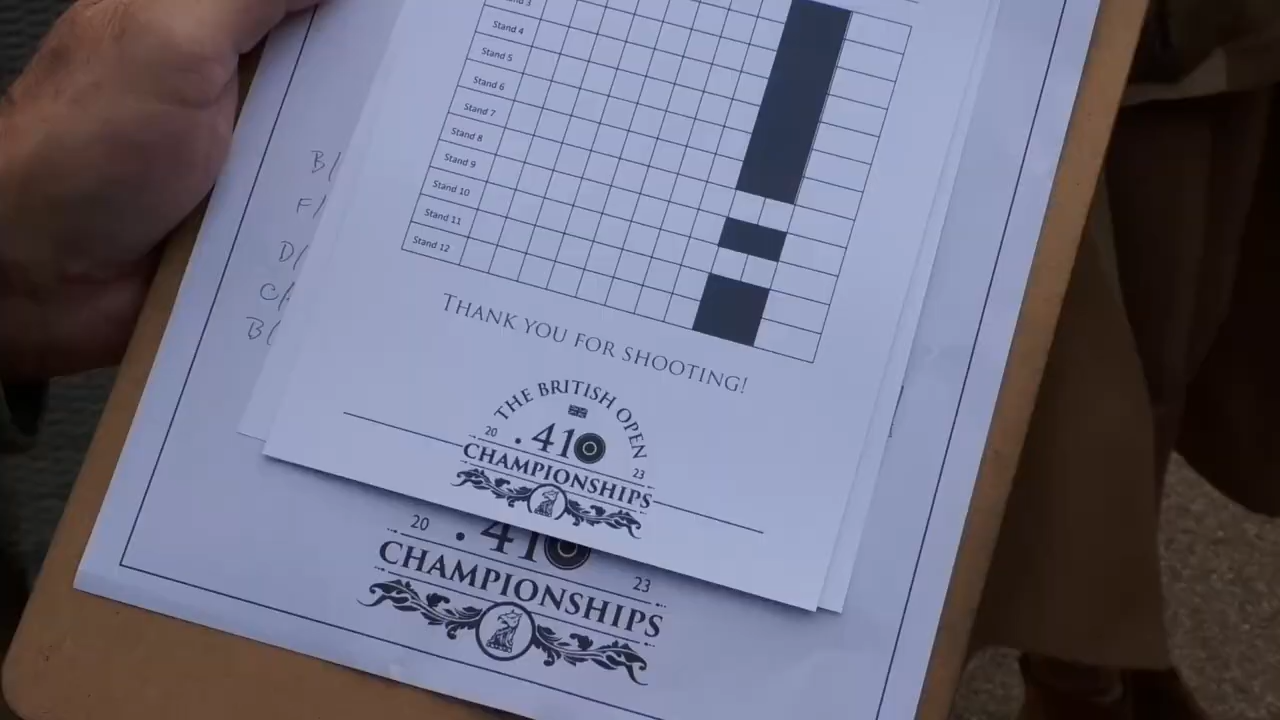 Stand 3
Stand 4
Stand 5
Stand 6
Stand 7
Stand 8
Stand 9
Stand 10
Stand 11
Stand 12
B/
F/
D/
C/
B/
THANK YOU FOR SHOOTING!
THE BRITISH OPEN
20 .410 23
CHAMPIONSHIPS
20 .410 23
CHAMPIONSHIPS